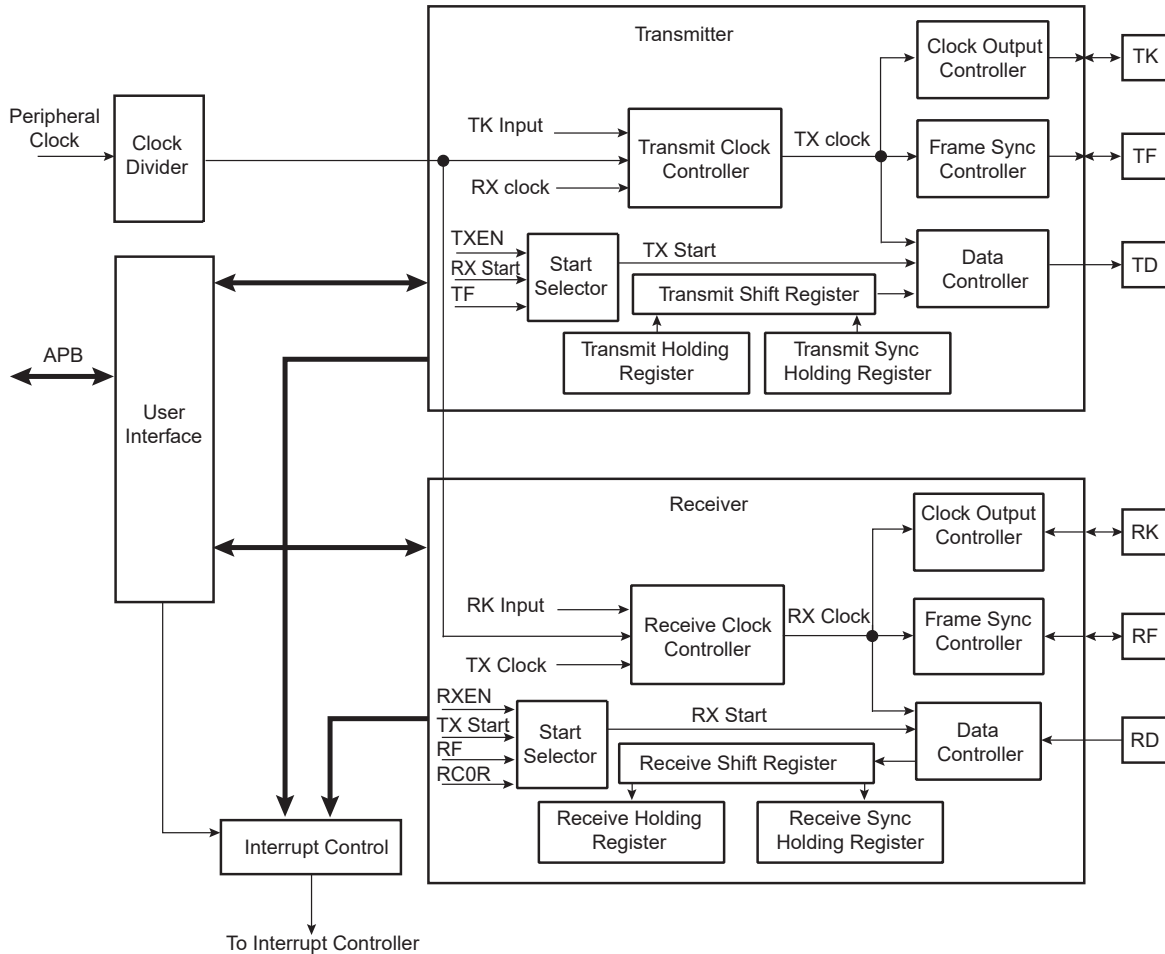 Transmitter
Clock Output
Controller
TK
Peripheral
Clock
Clock
Divider
TK Input
Transmit Clock
Controller
TX clock
Frame Sync
Controller
TF
RX clock
TXEN
RX Start
TF
Start
Selector
TX Start
Data
Controller
TD
Transmit Shift Register
Transmit Holding
Register
Transmit Sync
Holding Register
APB
User
Interface
Receiver
Clock Output
Controller
RK
RK Input
Receive Clock
Controller
RX Clock
Frame Sync
Controller
RF
TX Clock
RXEN
TX Start
RF
RC0R
Start
Selector
RX Start
Data
Controller
RD
Receive Shift Register
Receive Holding
Register
Receive Sync
Holding Register
Interrupt Control
To Interrupt Controller